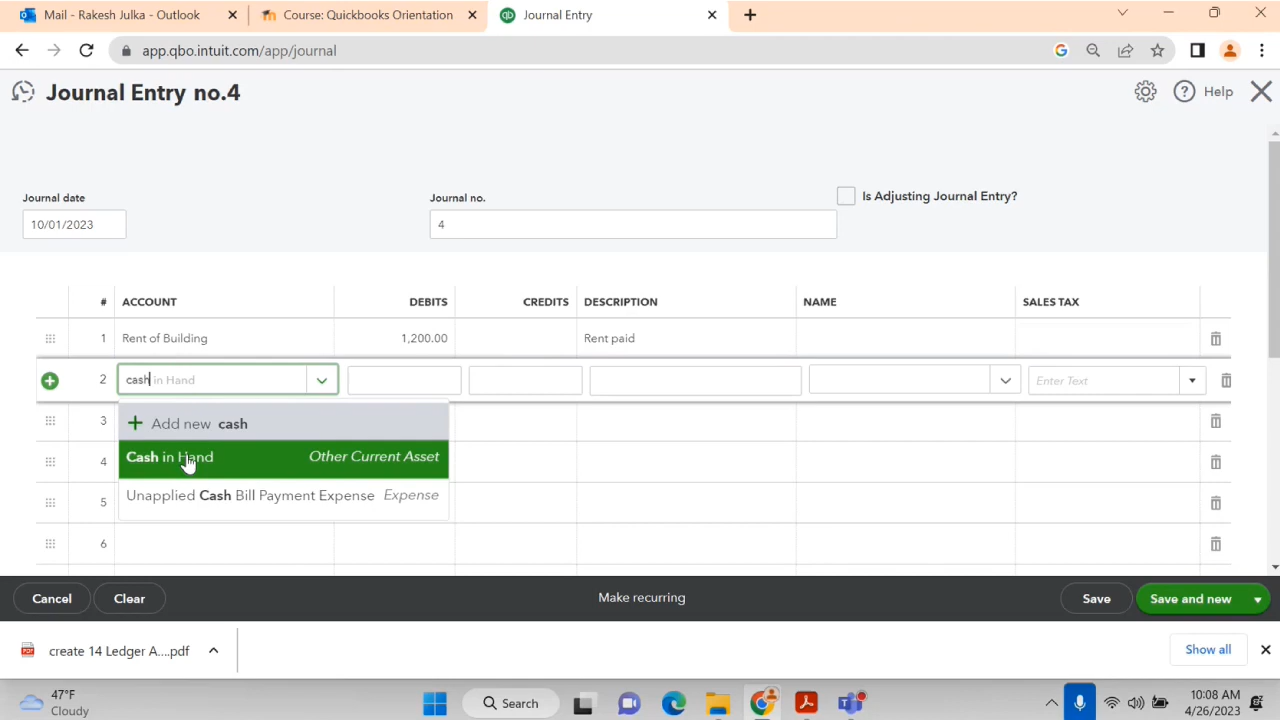 Mail - Rakesh Julka - Outlook
Course: Quickbooks Orientation
qb Journal Entry
app.qbo.intuit.com/app/journal
Journal Entry no.4
? Help
Journal date
Journal no.
Is Adjusting Journal Entry?
10/01/2023
4
# ACCOUNT DEBITS CREDITS DESCRIPTION NAME SALES TAX
1 Rent of Building 1,200.00 Rent paid
2 cash in Hand Enter Text
Add new cash
3
Cash in Hand Other Current Asset
4
Unapplied Cash Bill Payment Expense Expense
5
6
Cancel Clear Make recurring Save Save and new
create 14 Ledger A....pdf Show all
47°F
Cloudy
Search
10:08 AM
4/26/2023